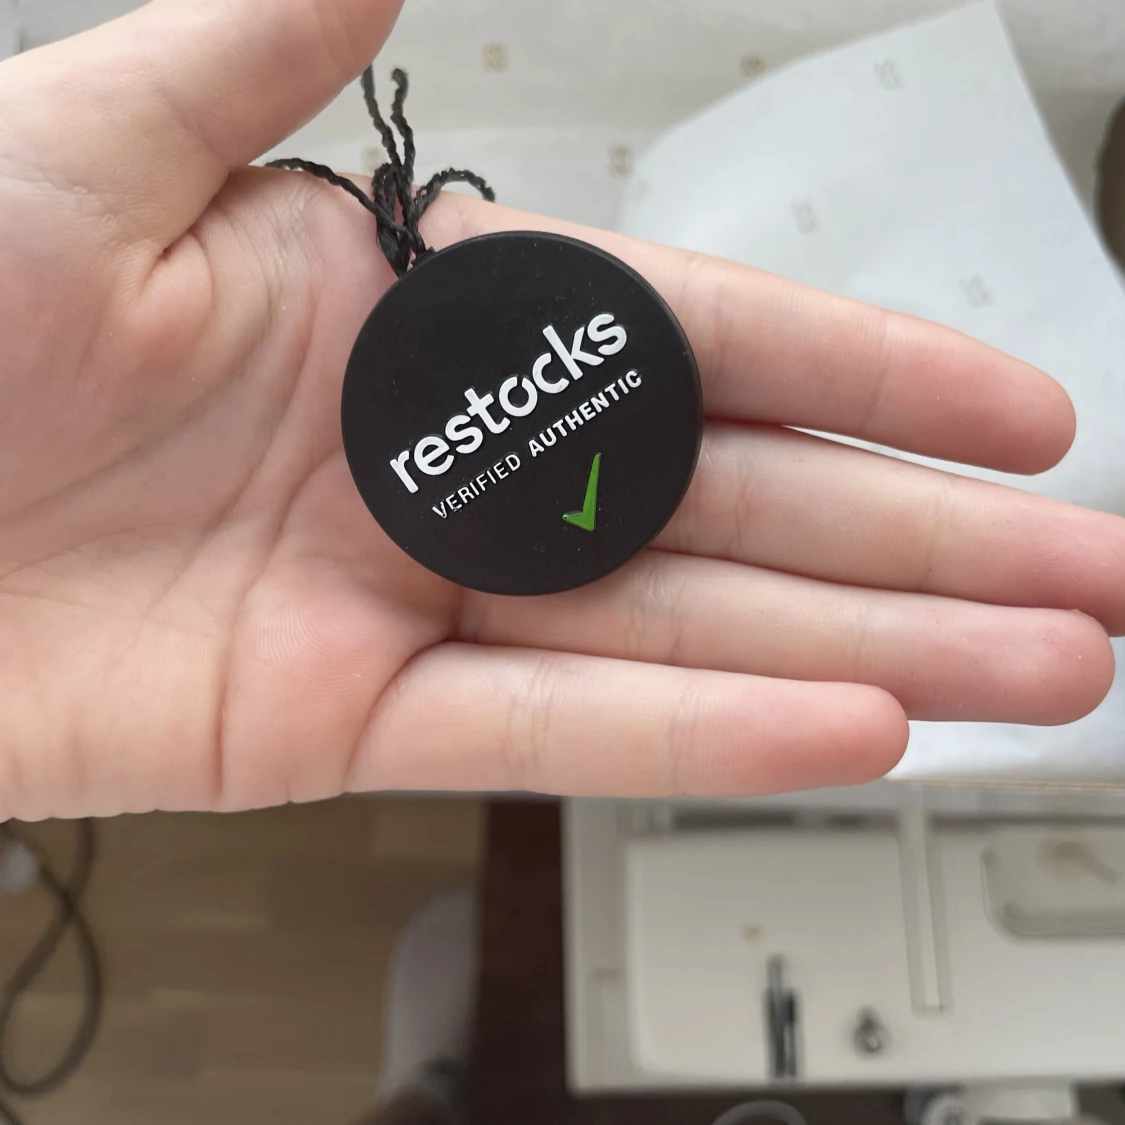 restocks
VERIFIED AUTHENTIC